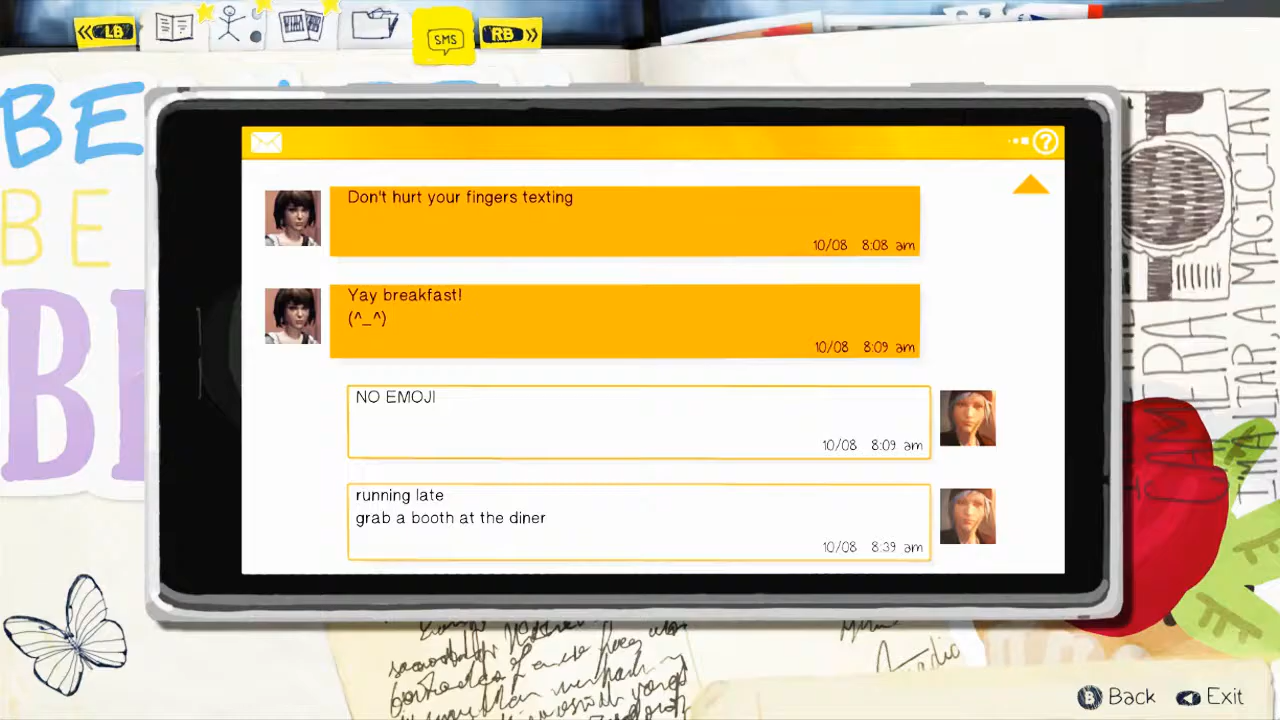 LB
SMS
RB
BE
BE
Don't hurt your fingers texting
10/08 8:08 am
Yay breakfast!
(^_^)
10/08 8:09 am
NO EMOJI
10/08 8:09 am
running late
grab a booth at the diner
10/08 8:39 am
?
CAMERA
MAGICIAN
B Back
Exit